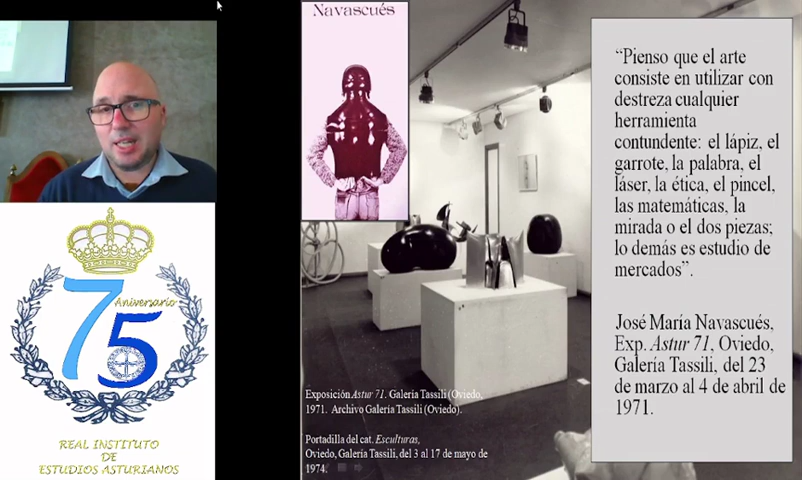 Navascués
“Pienso que el arte
consiste en utilizar con
destreza cualquier
herramienta
contundente: el lápiz, el
garrote, la palabra, el
láser, la ética, el pincel,
las matemáticas, la
mirada o el dos piezas;
lo demás es estudio de
mercados”.
José María Navascués,
Exp. Astur 71, Oviedo,
Galería Tassili, del 23
de marzo al 4 de abril de
1971.
Exposición Astur 71. Galería Tassili (Oviedo,
1971. Archivo Galería Tassili (Oviedo).
Portadilla del cat. Esculturas,
Oviedo, Galería Tassili, del 3 al 17 de mayo de
1974.
75
Aniversario
REAL INSTITUTO
DE
ESTUDIOS ASTURIANOS